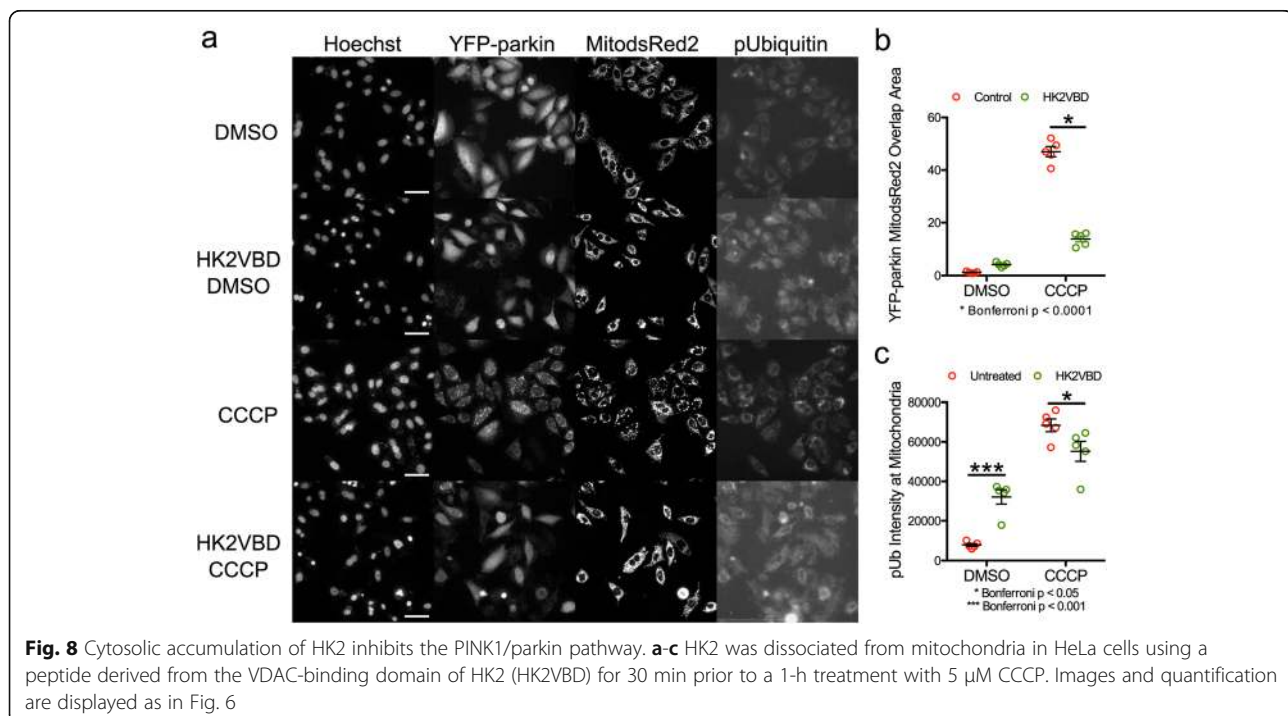 a
Hoechst YFP-parkin MitodsRed2 pUbiquitin
DMSO
HK2VBD
DMSO
CCCP
HK2VBD
CCCP
b
Control HK2VBD
YFP-parkin MitodsRed2 Overlap Area
60
40
20
0
*
DMSO CCCP
* Bonferroni p < 0.0001
c
Untreated HK2VBD
pUb Intensity at Mitochondria
80000
60000
40000
20000
0
***
*
DMSO CCCP
* Bonferroni p < 0.05
*** Bonferroni p < 0.001
Fig. 8 Cytosolic accumulation of HK2 inhibits the PINK1/parkin pathway. a-c HK2 was dissociated from mitochondria in HeLa cells using a
peptide derived from the VDAC-binding domain of HK2 (HK2VBD) for 30 min prior to a 1-h treatment with 5 μM CCCP. Images and quantification
are displayed as in Fig. 6